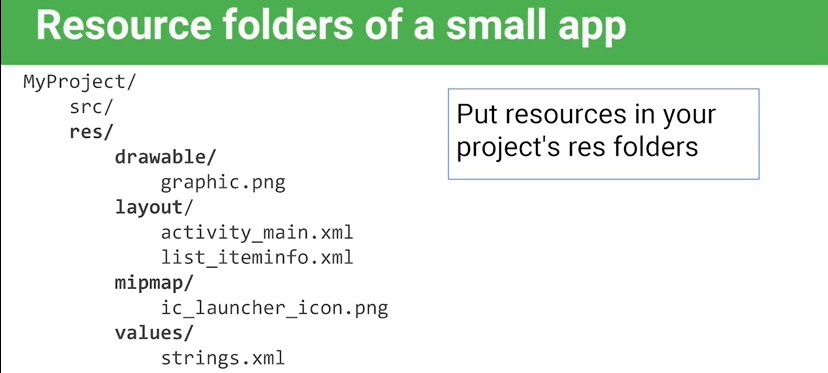 Resource folders of a small app
MyProject/
src/
res/
drawable/
graphic.png
layout/
activity_main.xml
list_iteminfo.xml
mipmap/
ic_launcher_icon.png
values/
strings.xml
Put resources in your
project's res folders